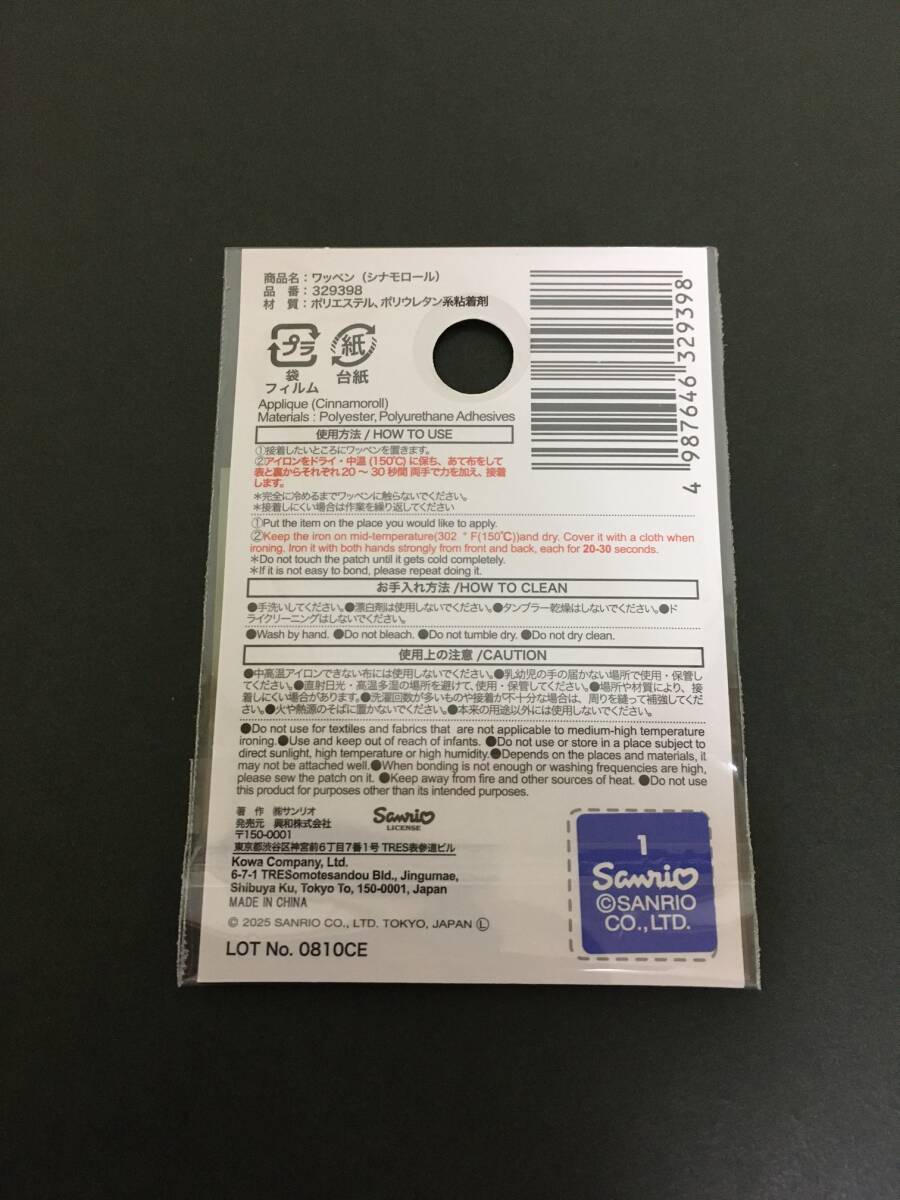 商品名：ワッペン（シナモロール）
品　番：329398
材　質：ポリエステル、ポリウレタン系粘着剤
プラ
袋
フィルム
紙
台紙
4 987646 329398
Applique (Cinnamoroll)
Materials : Polyester, Polyurethane Adhesives
使用方法 / HOW TO USE
①接着したいところにワッペンを置きます。
②アイロンをドライ・中温 (150℃) に保ち、あて布をして
表と裏からそれぞれ 20 〜 30 秒間 両手で力を加え、接着
します。
＊完全に冷めるまでワッペンに触らないでください。
＊接着しにくい場合は作業を繰り返してください
①Put the item on the place you would like to apply.
②Keep the iron on mid-temperature(302 ° F(150℃))and dry. Cover it with a cloth when
ironing. Iron it with both hands strongly from front and back, each for 20-30 seconds.
＊Do not touch the patch until it gets cold completely.
＊If it is not easy to bond, please repeat doing it.
お手入れ方法 /HOW TO CLEAN
●手洗いしてください。●漂白剤は使用しないでください。●タンブラー乾燥はしないでください。●ド
ライクリーニングはしないでください。
●Wash by hand. ●Do not bleach. ●Do not tumble dry. ●Do not dry clean.
使用上の注意 /CAUTION
●中高温アイロンできない布には使用しないでください。●乳幼児の手の届かない場所で使用・保管し
てください。●直射日光・高温多湿の場所を避けて、使用・保管してください。●場所や材質により、接
着しにくい場合があります。●洗濯回数が多いものや接着が不十分な場合は、周りを縫って補強してくだ
さい。●火や熱源のそばに置かないでください。●本来の用途以外には使用しないでください。
●Do not use for textiles and fabrics that are not applicable to medium-high temperature
ironing.●Use and keep out of reach of infants. ●Do not use or store in a place subject to
direct sunlight, high temperature or high humidity.●Depends on the places and materials, it
may not be attached well.●When bonding is not enough or washing frequencies are high,
please sew the patch on it. ●Keep away from fire and other sources of heat. ●Do not use
this product for purposes other than its intended purposes.
著　作　㈱サンリオ
発売元　興和株式会社
〒150-0001
東京都渋谷区神宮前6丁目7番1号 TRES表参道ビル
Sanrio
LICENSE
Kowa Company, Ltd.
6-7-1 TRESomotesandou Bld., Jingumae,
Shibuya Ku, Tokyo To, 150-0001, Japan
MADE IN CHINA
© 2025 SANRIO CO., LTD. TOKYO, JAPAN Ⓛ
LOT No. 0810CE
1
Sanrio
©SANRIO
CO.,LTD.